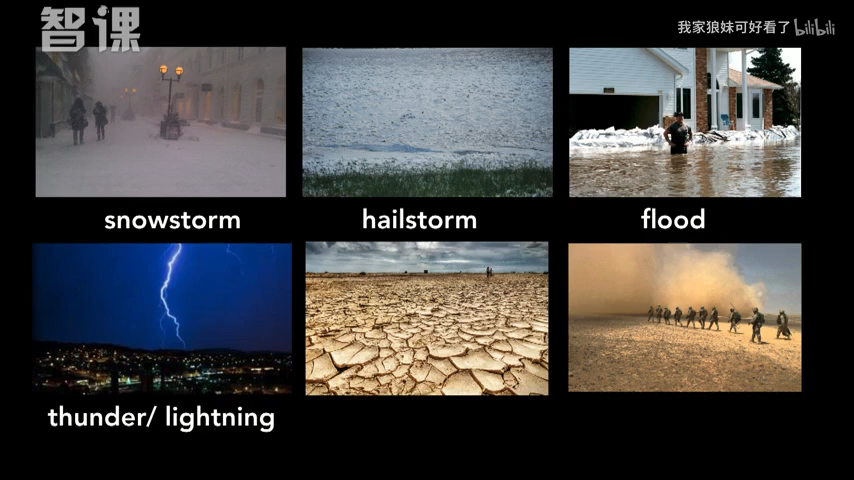 智课
我家狼妹可好看了 bilibili
snowstorm
hailstorm
flood
thunder/ lightning